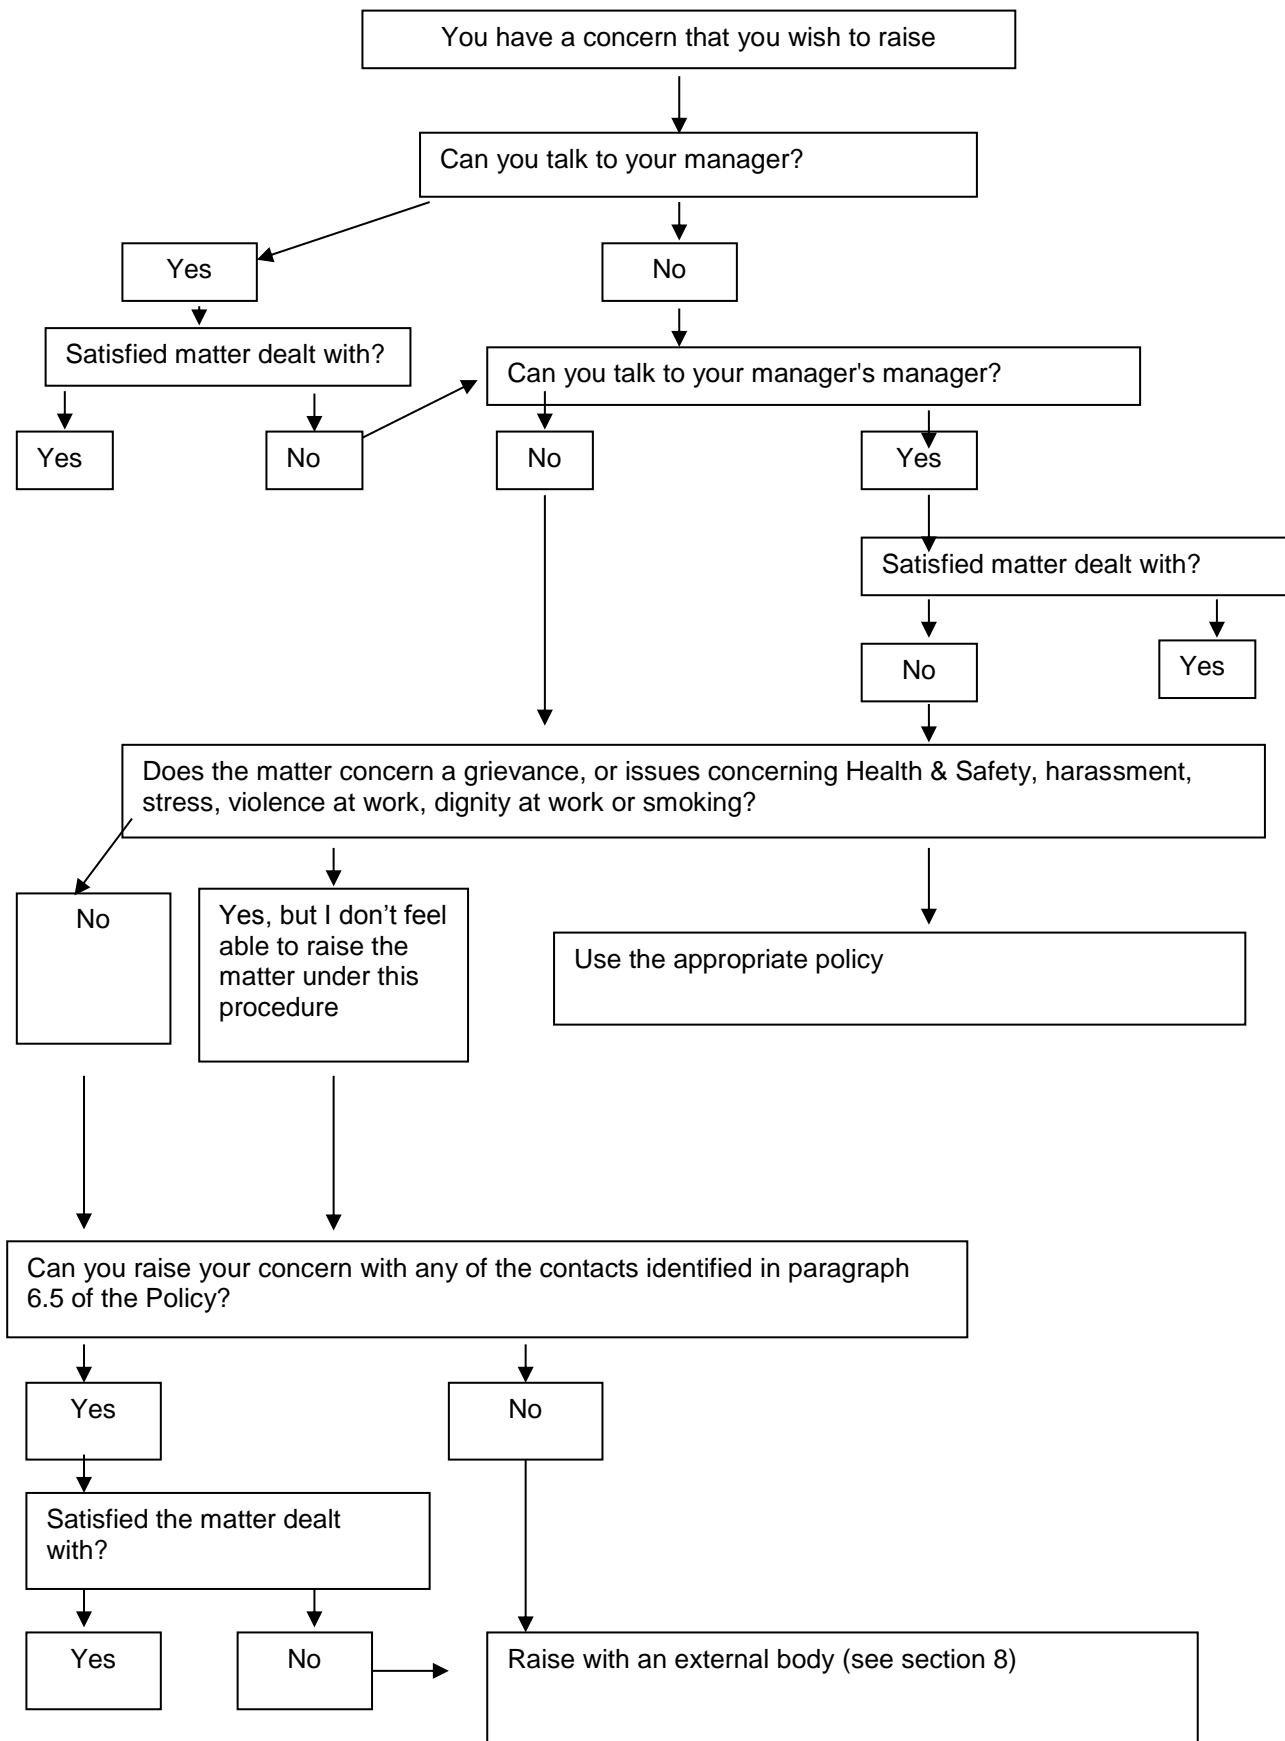 You have a concern that you wish to raise
Can you talk to your manager?
Yes
No
Satisfied matter dealt with?
Can you talk to your manager's manager?
Yes
No
No
Yes
Satisfied matter dealt with?
No
Yes
Does the matter concern a grievance, or issues concerning Health & Safety, harassment,
stress, violence at work, dignity at work or smoking?
No
Yes, but I don’t feel
able to raise the
matter under this
procedure
Use the appropriate policy
Can you raise your concern with any of the contacts identified in paragraph
6.5 of the Policy?
Yes
No
Satisfied the matter dealt
with?
Yes
No
Raise with an external body (see section 8)